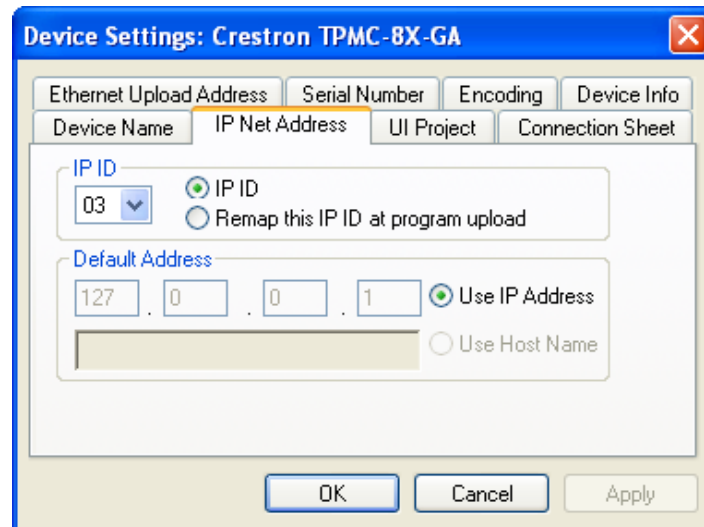 Device Settings: Crestron TPMC-8X-GA
Ethernet Upload Address Serial Number Encoding Device Info
Device Name IP Net Address UI Project Connection Sheet
IP ID
03 IP ID
Remap this IP ID at program upload
Default Address
127 . 0 . 0 . 1 Use IP Address
Use Host Name
OK Cancel Apply